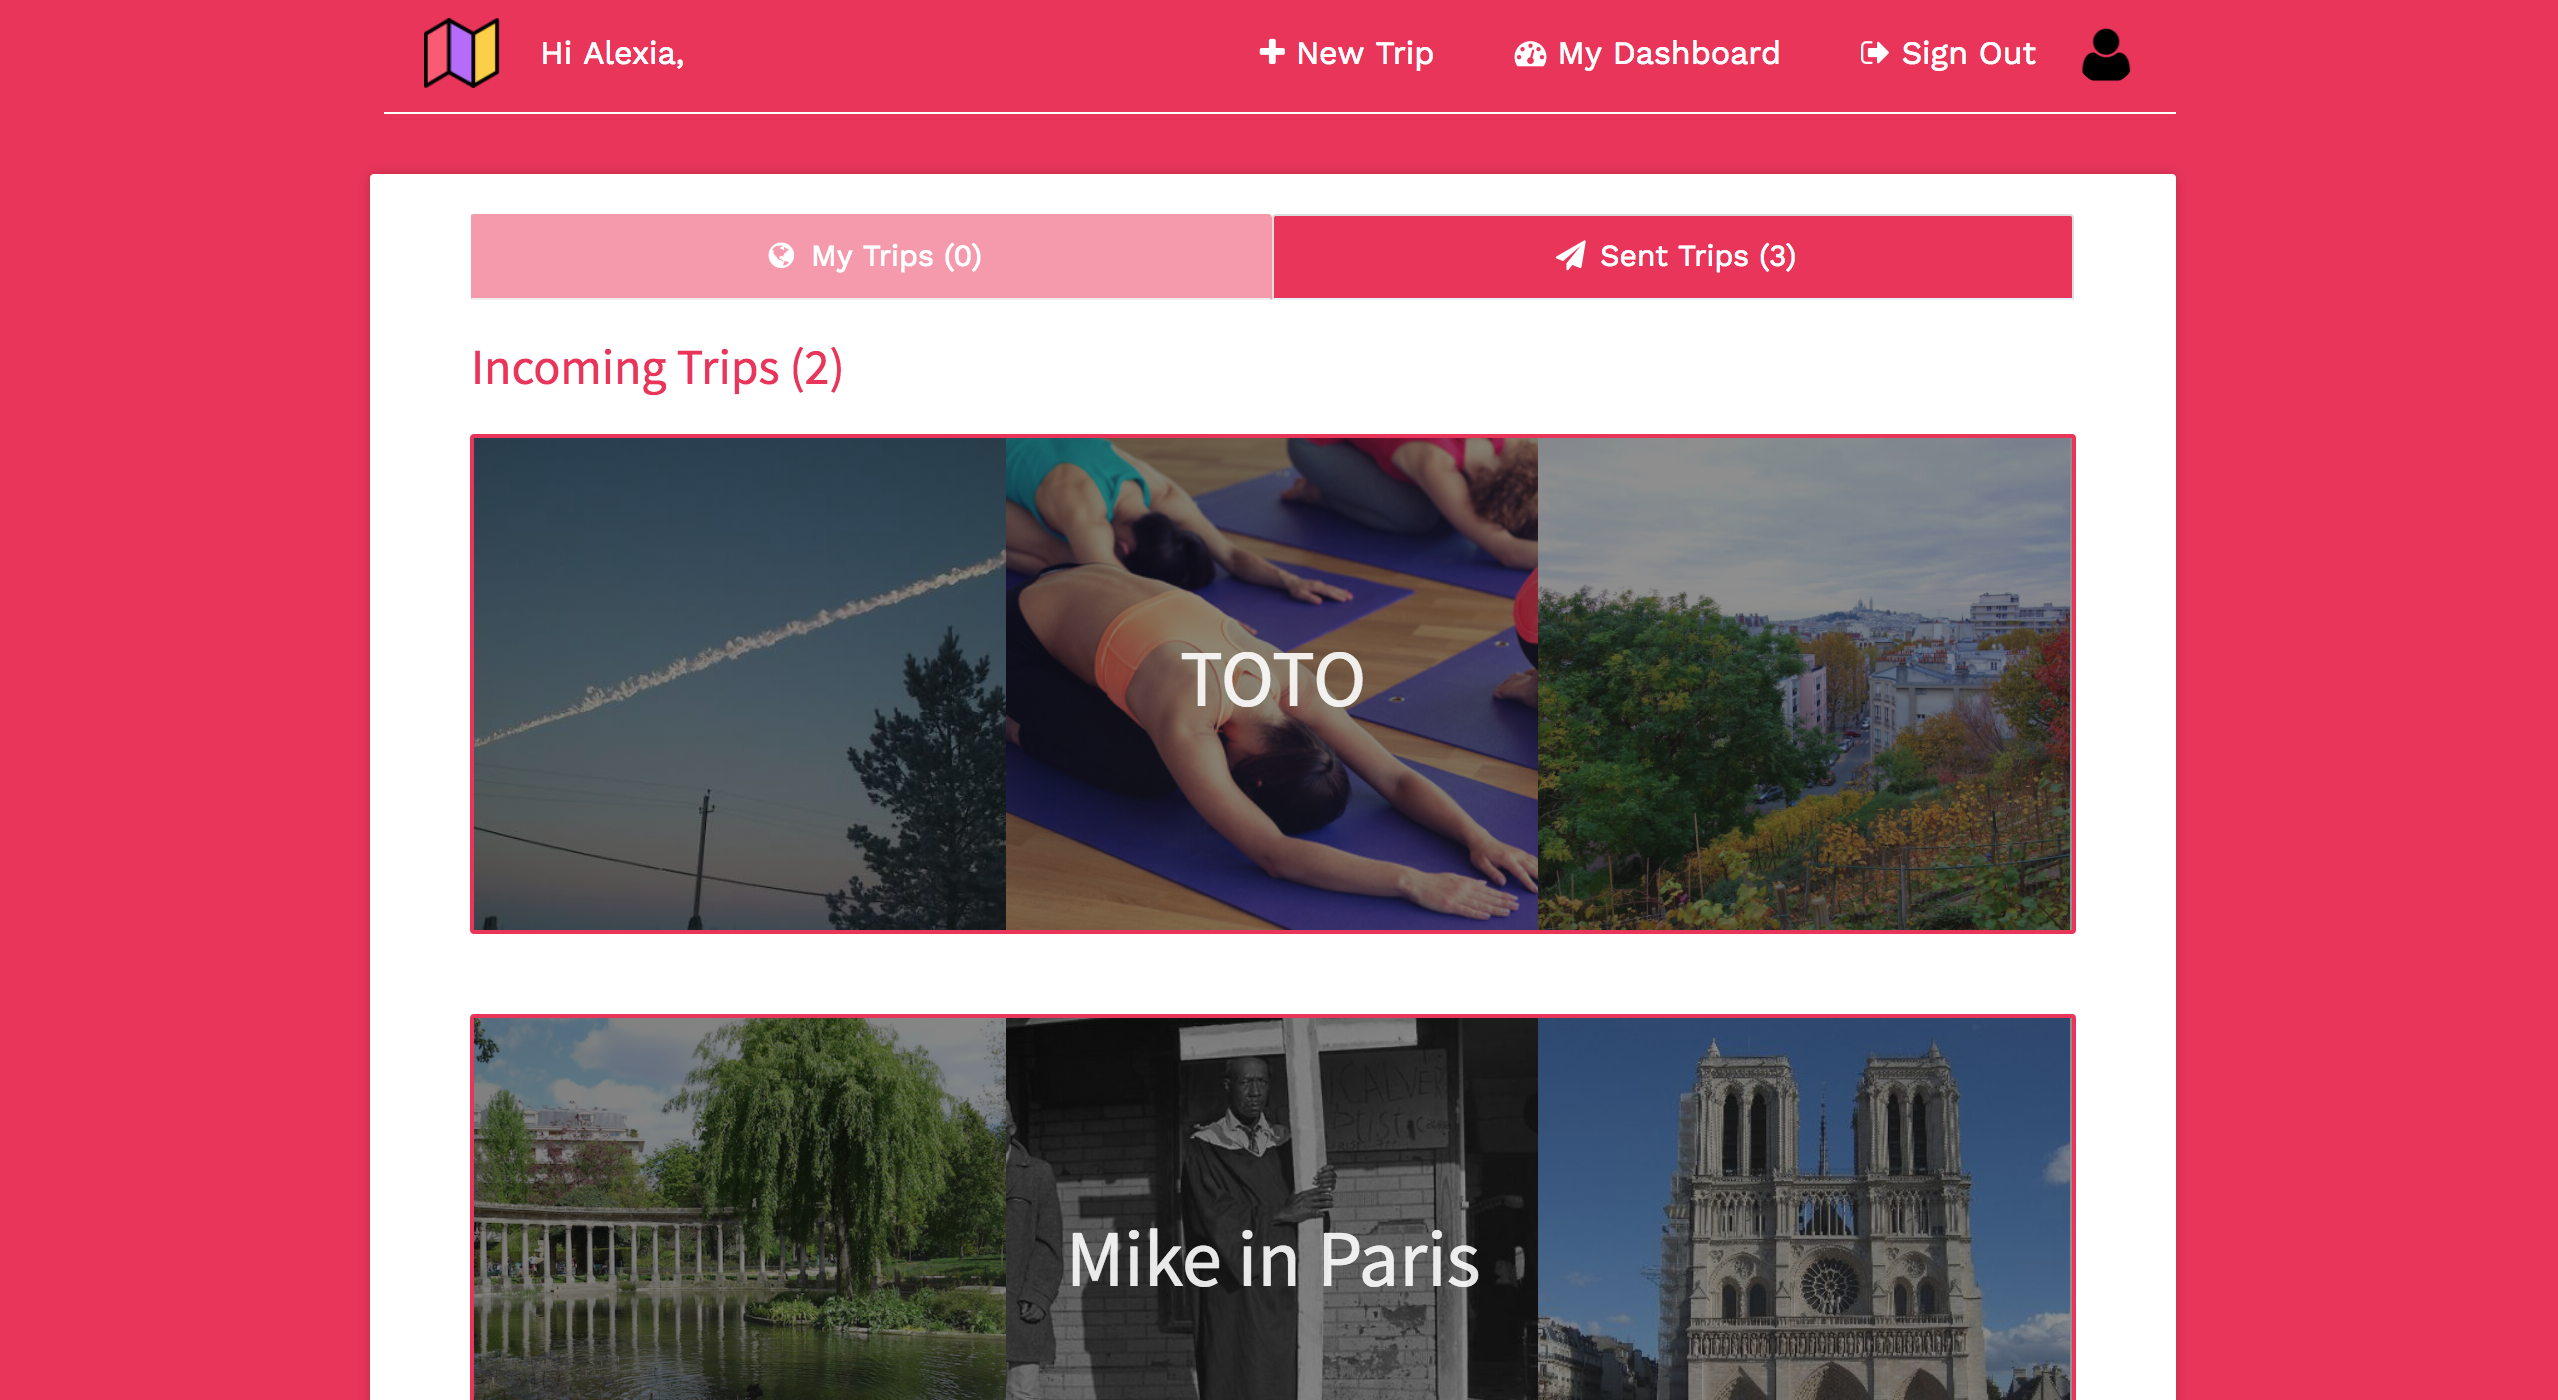 Hi Alexia,
New Trip
My Dashboard
Sign Out
My Trips (0)
Sent Trips (3)
Incoming Trips (2)
TOTO
Mike in Paris